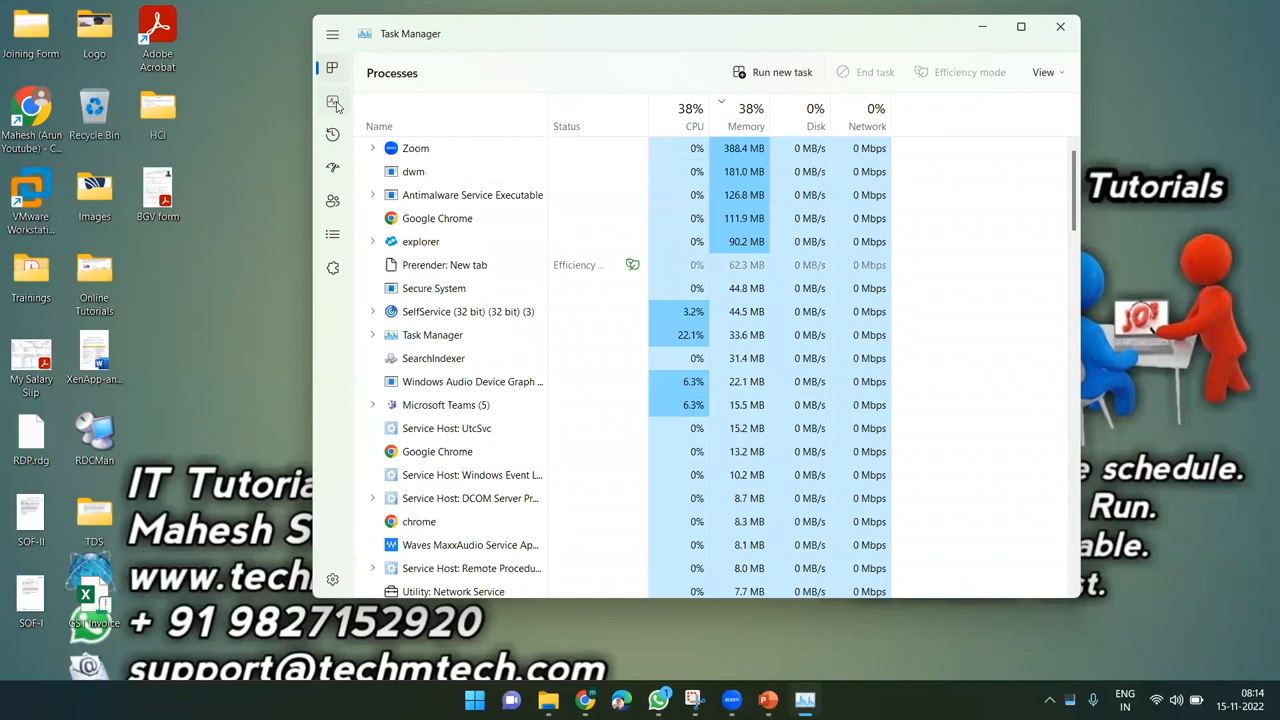 Joining Form
Logo
Adobe
Acrobat
Mahesh (Arun
Youtube) - C...
Recycle Bin
HCI
VMware
Workstati...
Images
BGV form
Trainings
Online
Tutorials
My Salary
Slip
XenApp-an...
RDP.rdg
RDCMan
SOF-II
TDS
SOF-I
GST Invoice
Task Manager
Processes
Run new task
End task
Efficiency mode
View
Name
Status
38%
CPU
38%
Memory
0%
Disk
0%
Network
Zoom 0% 388.4 MB 0 MB/s 0 Mbps
dwm 0% 181.0 MB 0 MB/s 0 Mbps
Antimalware Service Executable 0% 126.8 MB 0 MB/s 0 Mbps
Google Chrome 0% 111.9 MB 0 MB/s 0 Mbps
explorer 0% 90.2 MB 0 MB/s 0 Mbps
Prerender: New tab Efficiency ... 0% 62.3 MB 0 MB/s 0 Mbps
Secure System 0% 44.8 MB 0 MB/s 0 Mbps
SelfService (32 bit) (32 bit) (3) 3.2% 44.5 MB 0 MB/s 0 Mbps
Task Manager 22.1% 33.6 MB 0 MB/s 0 Mbps
SearchIndexer 0% 31.4 MB 0 MB/s 0 Mbps
Windows Audio Device Graph ... 6.3% 22.1 MB 0 MB/s 0 Mbps
Microsoft Teams (5) 6.3% 15.5 MB 0 MB/s 0 Mbps
Service Host: UtcSvc 0% 15.2 MB 0 MB/s 0 Mbps
Google Chrome 0% 13.2 MB 0 MB/s 0 Mbps
Service Host: Windows Event L... 0% 10.2 MB 0 MB/s 0 Mbps
Service Host: DCOM Server Pr... 0% 8.7 MB 0 MB/s 0 Mbps
chrome 0% 8.3 MB 0 MB/s 0 Mbps
Waves MaxxAudio Service Ap... 0% 8.1 MB 0 MB/s 0 Mbps
Service Host: Remote Procedu... 0% 8.0 MB 0 MB/s 0 Mbps
Utility: Network Service 0% 7.7 MB 0 MB/s 0 Mbps
Tutorials
JOB
IT Tutoria
Mahesh S
www.techm
+ 91 9827152920
support@techmtech.com
e schedule.
Run.
able.
st.
1
ENG
IN
08:14
15-11-2022